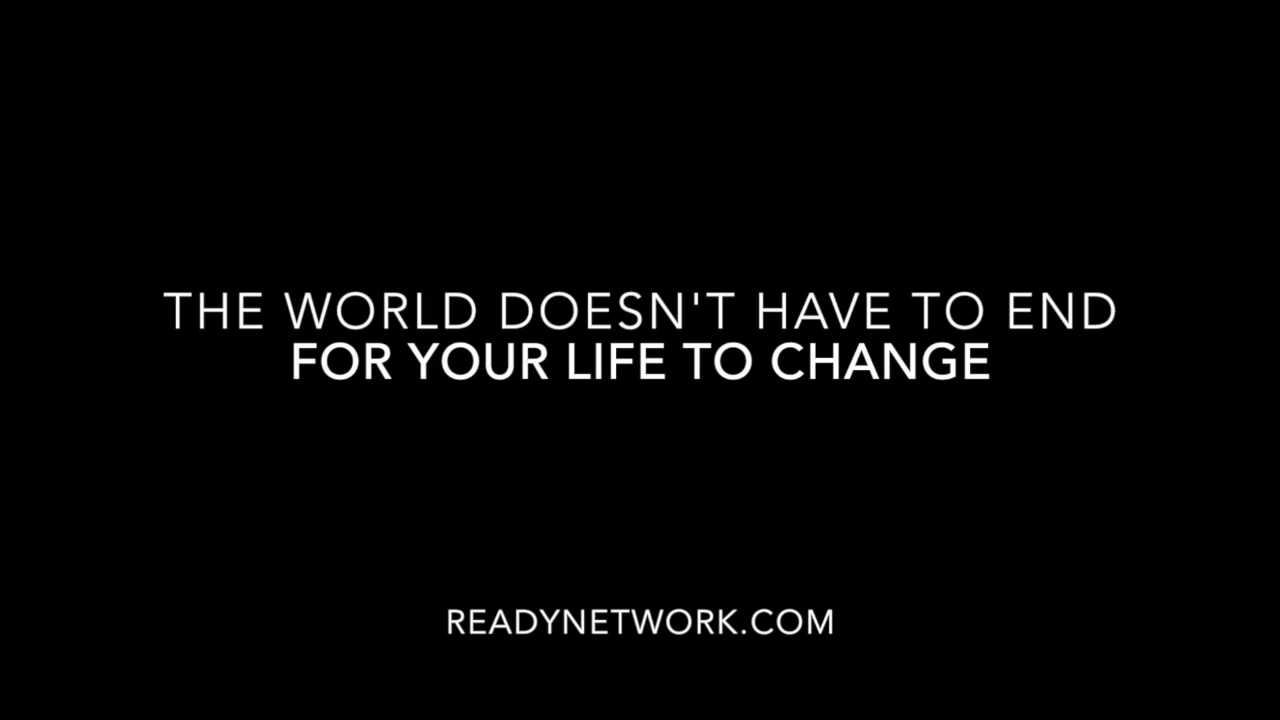 THE WORLD DOESN'T HAVE TO END
FOR YOUR LIFE TO CHANGE
READYNETWORK.COM